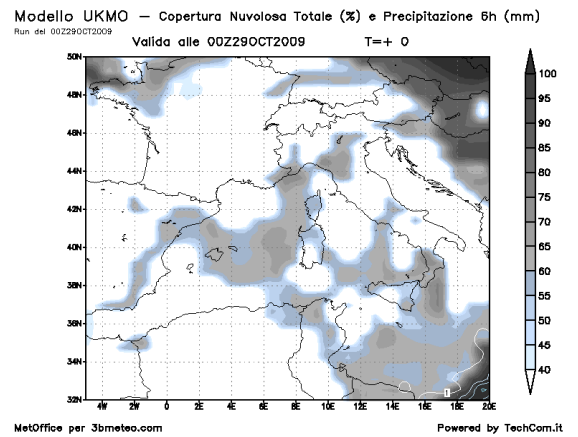 Modello UKMO — Copertura Nuvolosa Totale (%) e Precipitazione 6h (mm)
Run del 00Z29OCT2009
Valida alle 00Z29OCT2009 T=+ 0
50N
48N
46N
44N
42N
40N
38N
36N
34N
32N
4W 2W 0 2E 4E 6E 8E 10E 12E 14E 16E 18E 20E
100
95
90
85
80
75
70
65
60
55
50
45
40
1
MetOffice per 3bmeteo.com
Powered by TechCom.it